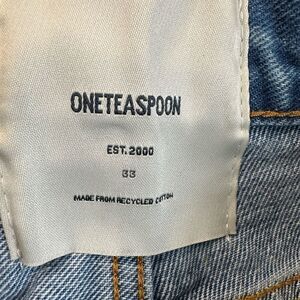 ONETEASPOON
EST. 2000
MADE FROM RECYCLED COTTON